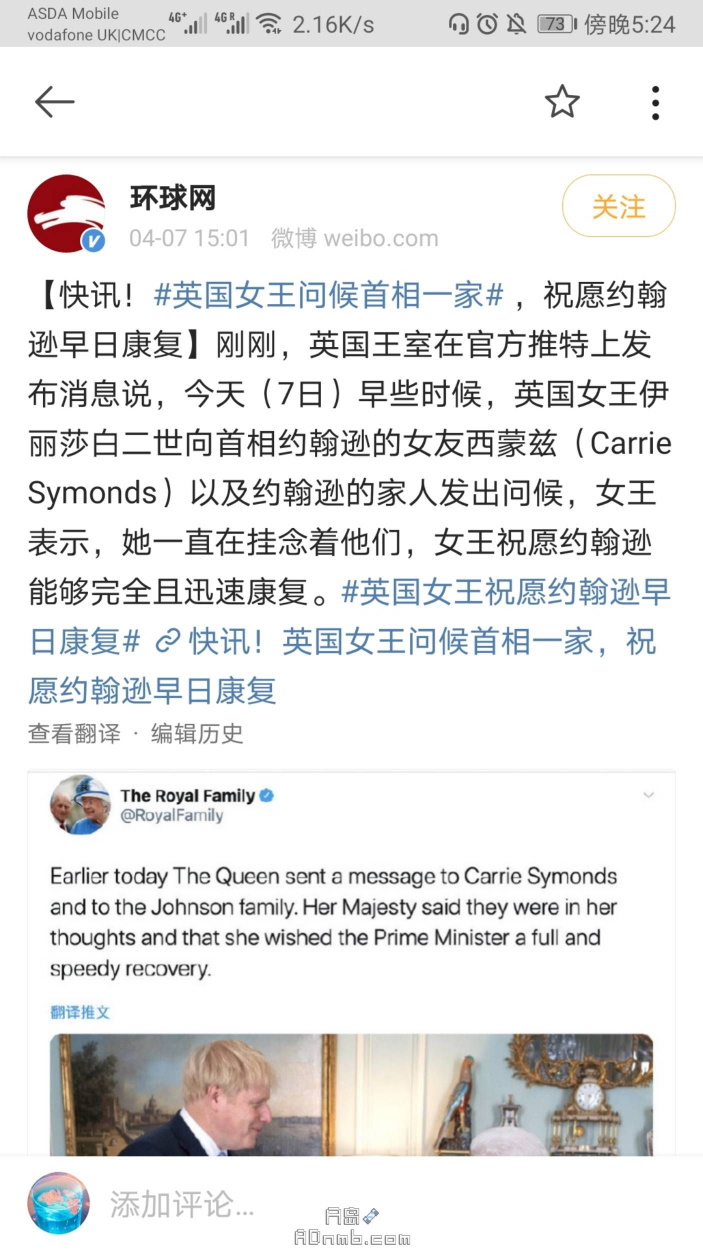 ASDA Mobile
vodafone UK|CMCC
4G+ 4G R 2.16K/s 73 傍晚5:24
环球网
04-07 15:01 微博 weibo.com
关注
【快讯！#英国女王问候首相一家#，祝愿约翰
逊早日康复】刚刚，英国王室在官方推特上发
布消息说，今天（7日）早些时候，英国女王伊
丽莎白二世向首相约翰逊的女友西蒙兹（Carrie
Symonds）以及约翰逊的家人发出问候，女王
表示，她一直在挂念着他们，女王祝愿约翰逊
能够完全且迅速康复。#英国女王祝愿约翰逊早
日康复# 快讯！英国女王问候首相一家，祝
愿约翰逊早日康复
查看翻译 · 编辑历史
The Royal Family
@RoyalFamily
Earlier today The Queen sent a message to Carrie Symonds
and to the Johnson family. Her Majesty said they were in her
thoughts and that she wished the Prime Minister a full and
speedy recovery.
翻译推文
添加评论...
A岛
ADnmb.com